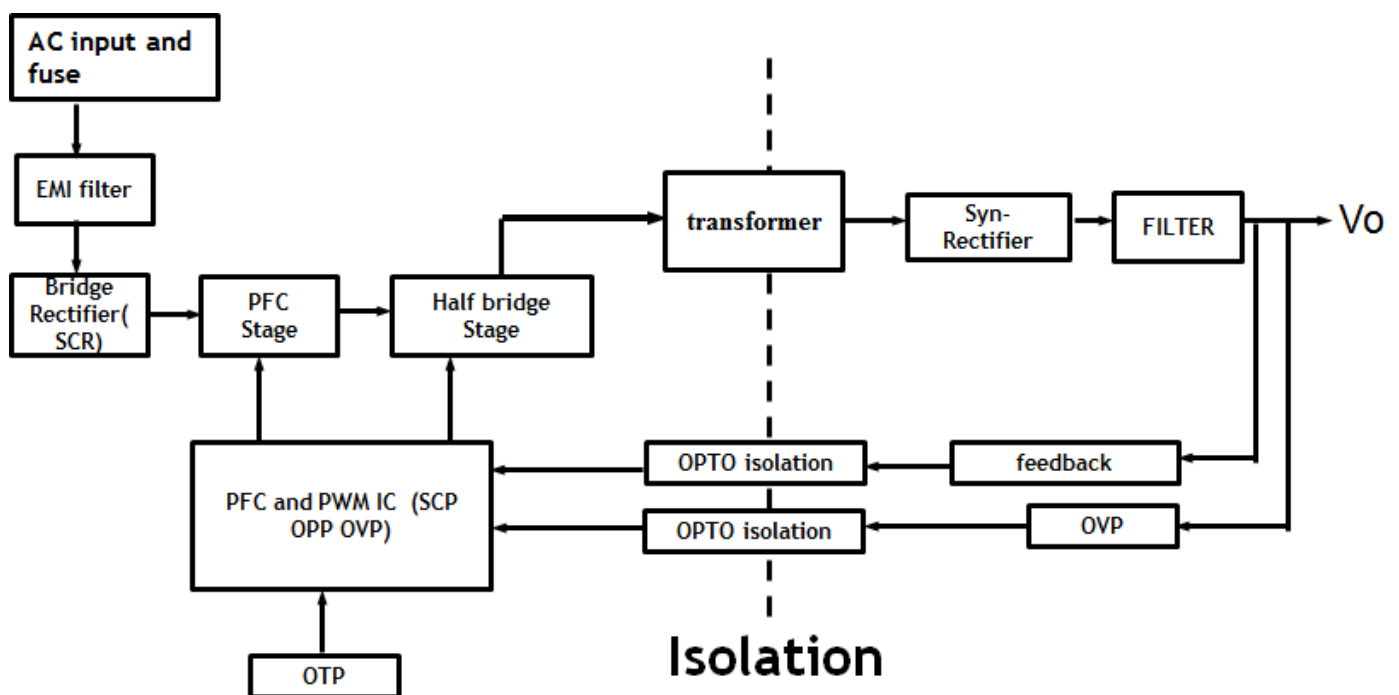 AC input and
fuse
EMI filter
Bridge
Rectifier(
SCR)
PFC
Stage
Half bridge
Stage
transformer
Syn-
Rectifier
FILTER
Vo
OPTO isolation
feedback
PFC and PWM IC (SCP
OPP OVP)
OPTO isolation
OVP
OTP
Isolation